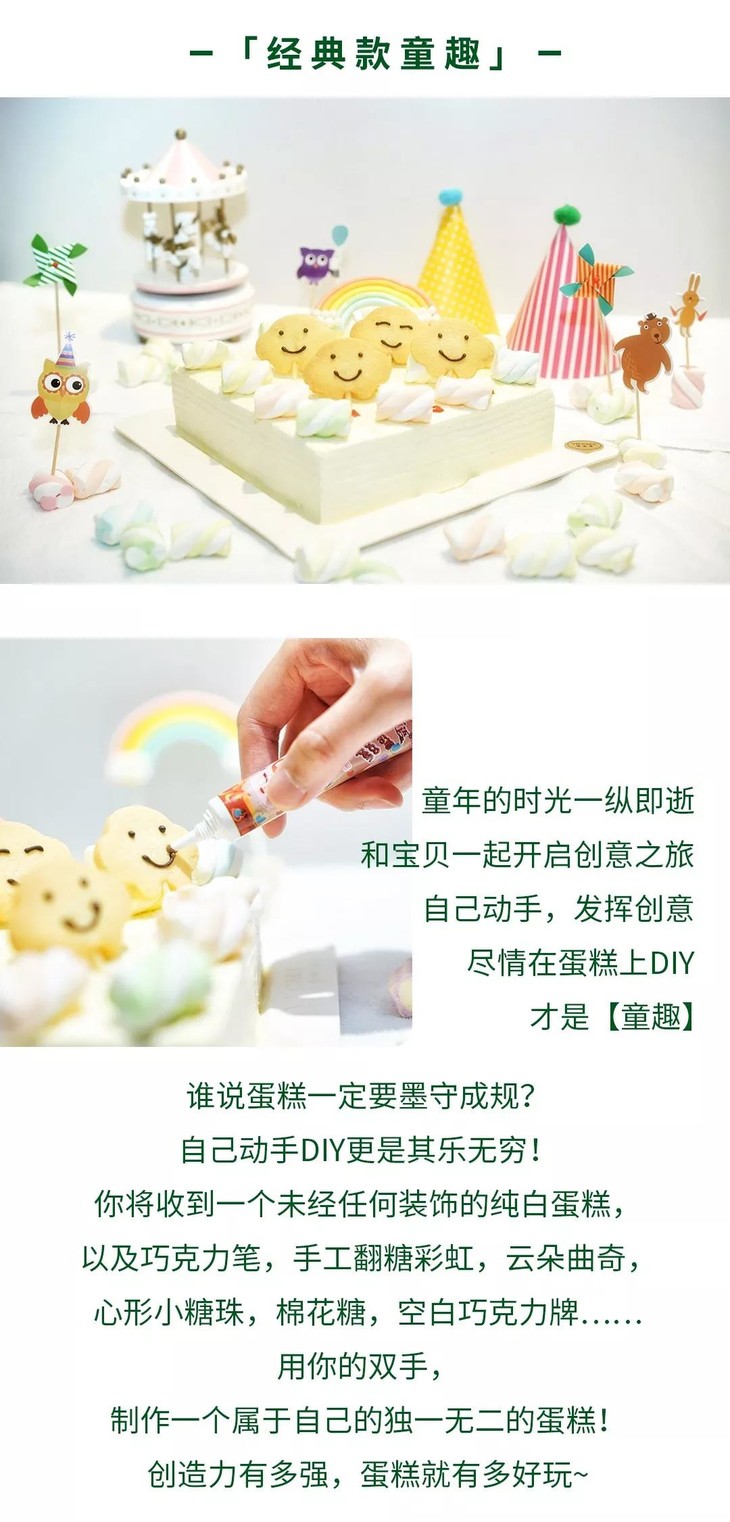 －「经典款童趣」－
童年的时光一纵即逝
和宝贝一起开启创意之旅
自己动手，发挥创意
尽情在蛋糕上DIY
才是【童趣】
谁说蛋糕一定要墨守成规？
自己动手DIY更是其乐无穷！
你将收到一个未经任何装饰的纯白蛋糕，
以及巧克力笔，手工翻糖彩虹，云朵曲奇，
心形小糖珠，棉花糖，空白巧克力牌……
用你的双手，
制作一个属于自己的独一无二的蛋糕！
创造力有多强，蛋糕就有多好玩~